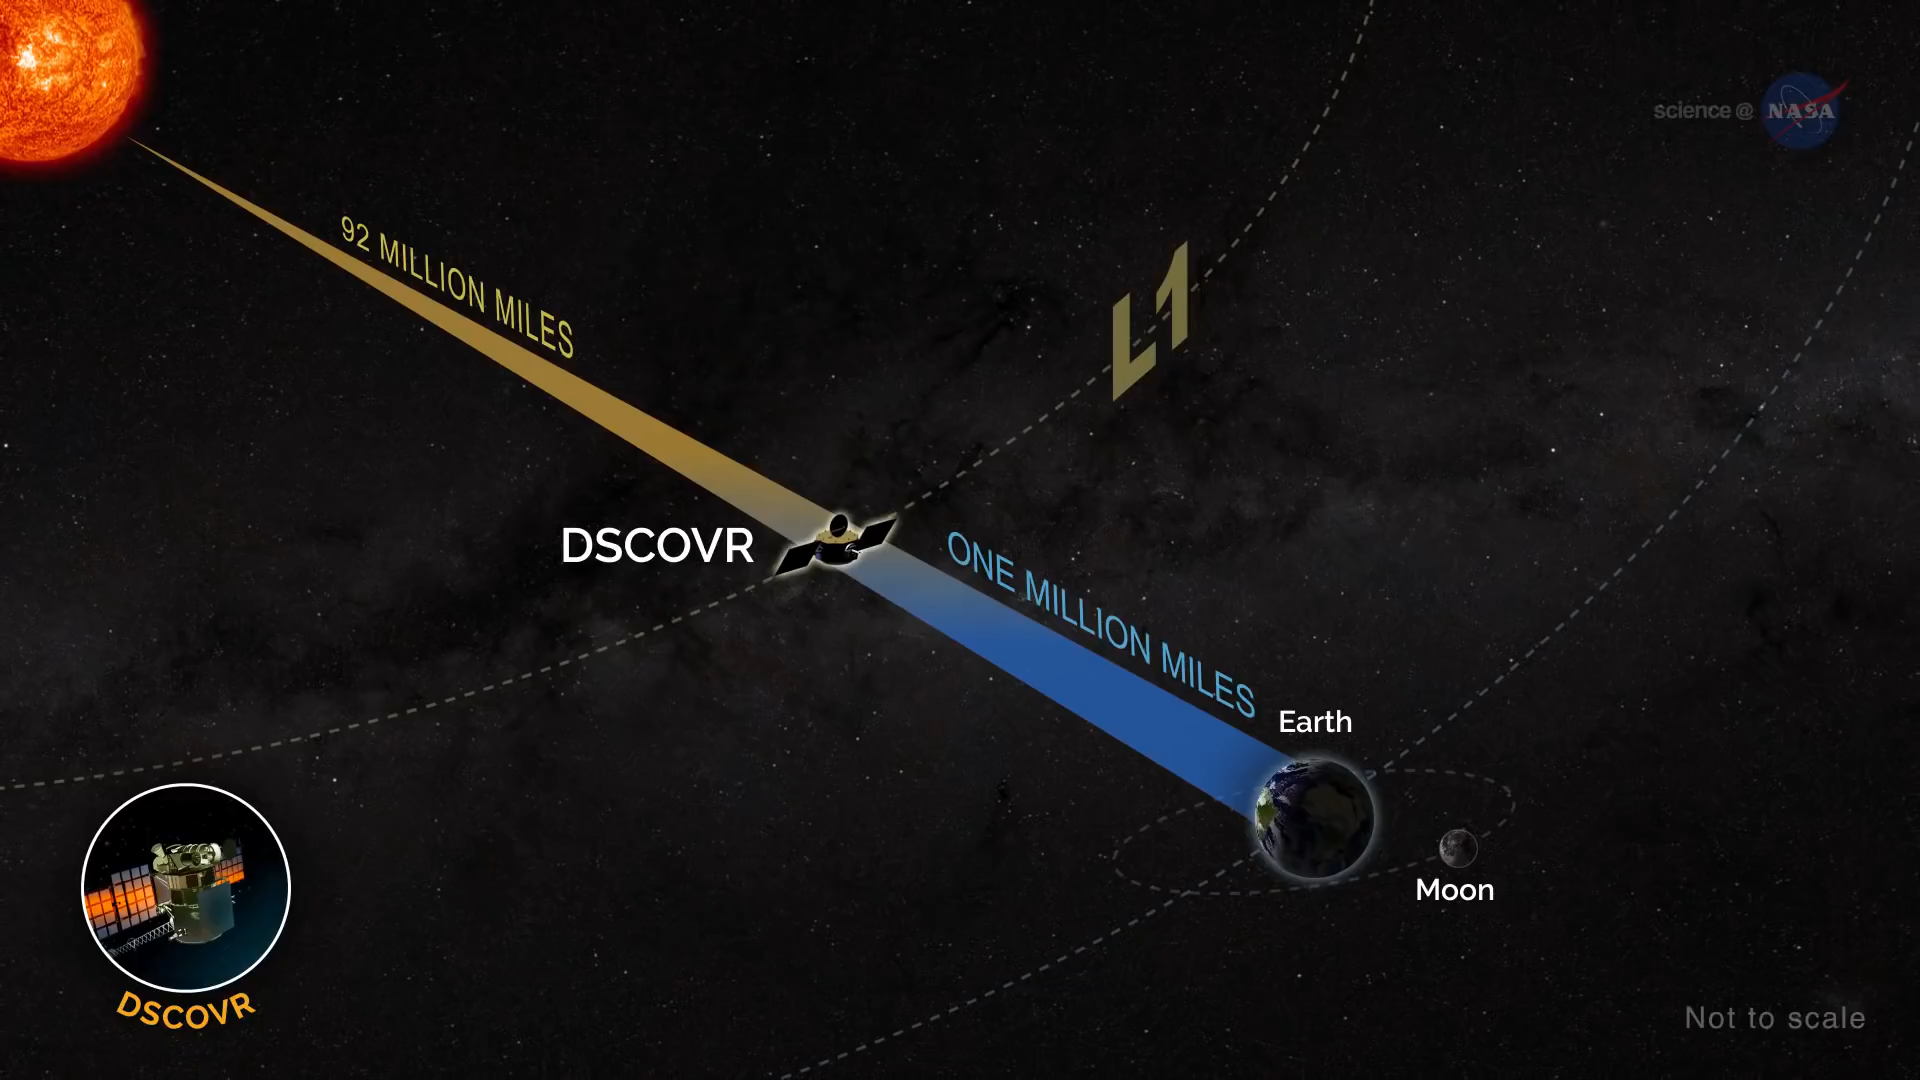 science @ NASA
92 MILLION MILES
L1
DSCOVR
ONE MILLION MILES
Earth
Moon
DSCOVR
Not to scale